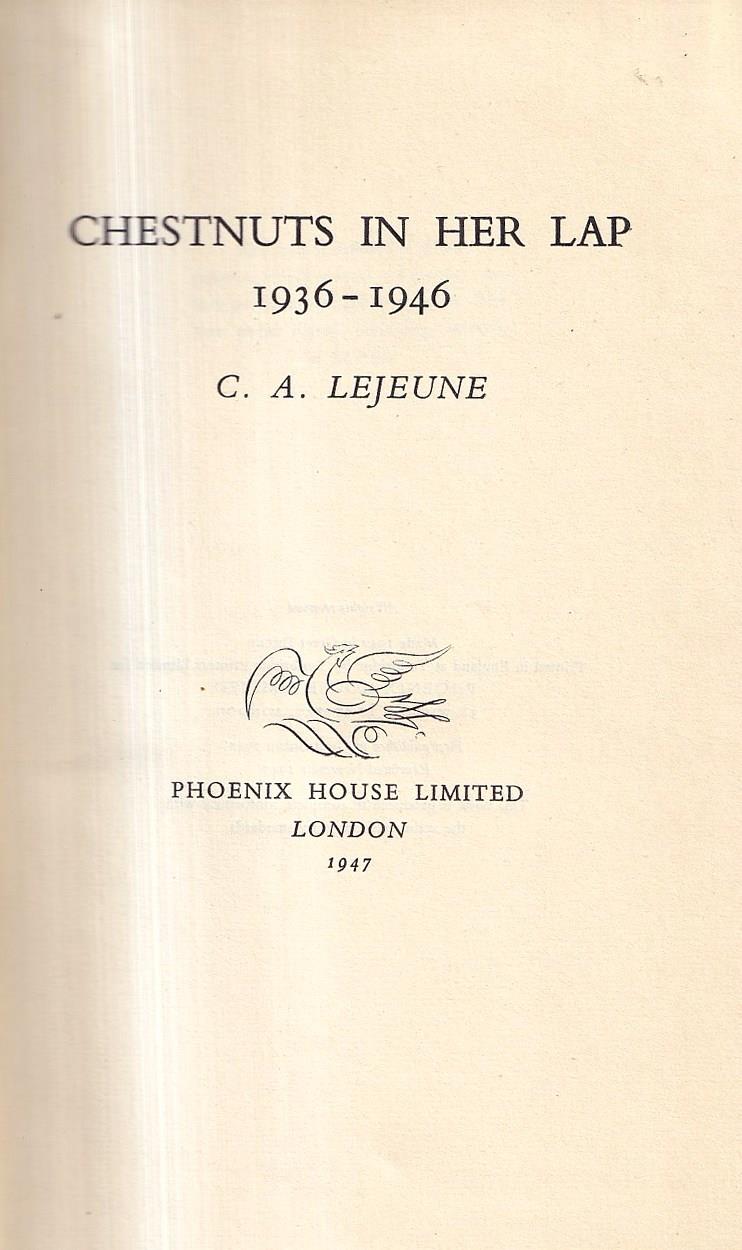 CHESTNUTS IN HER LAP
1936-1946
C. A. LEJEUNE
PHOENIX HOUSE LIMITED
LONDON
1947